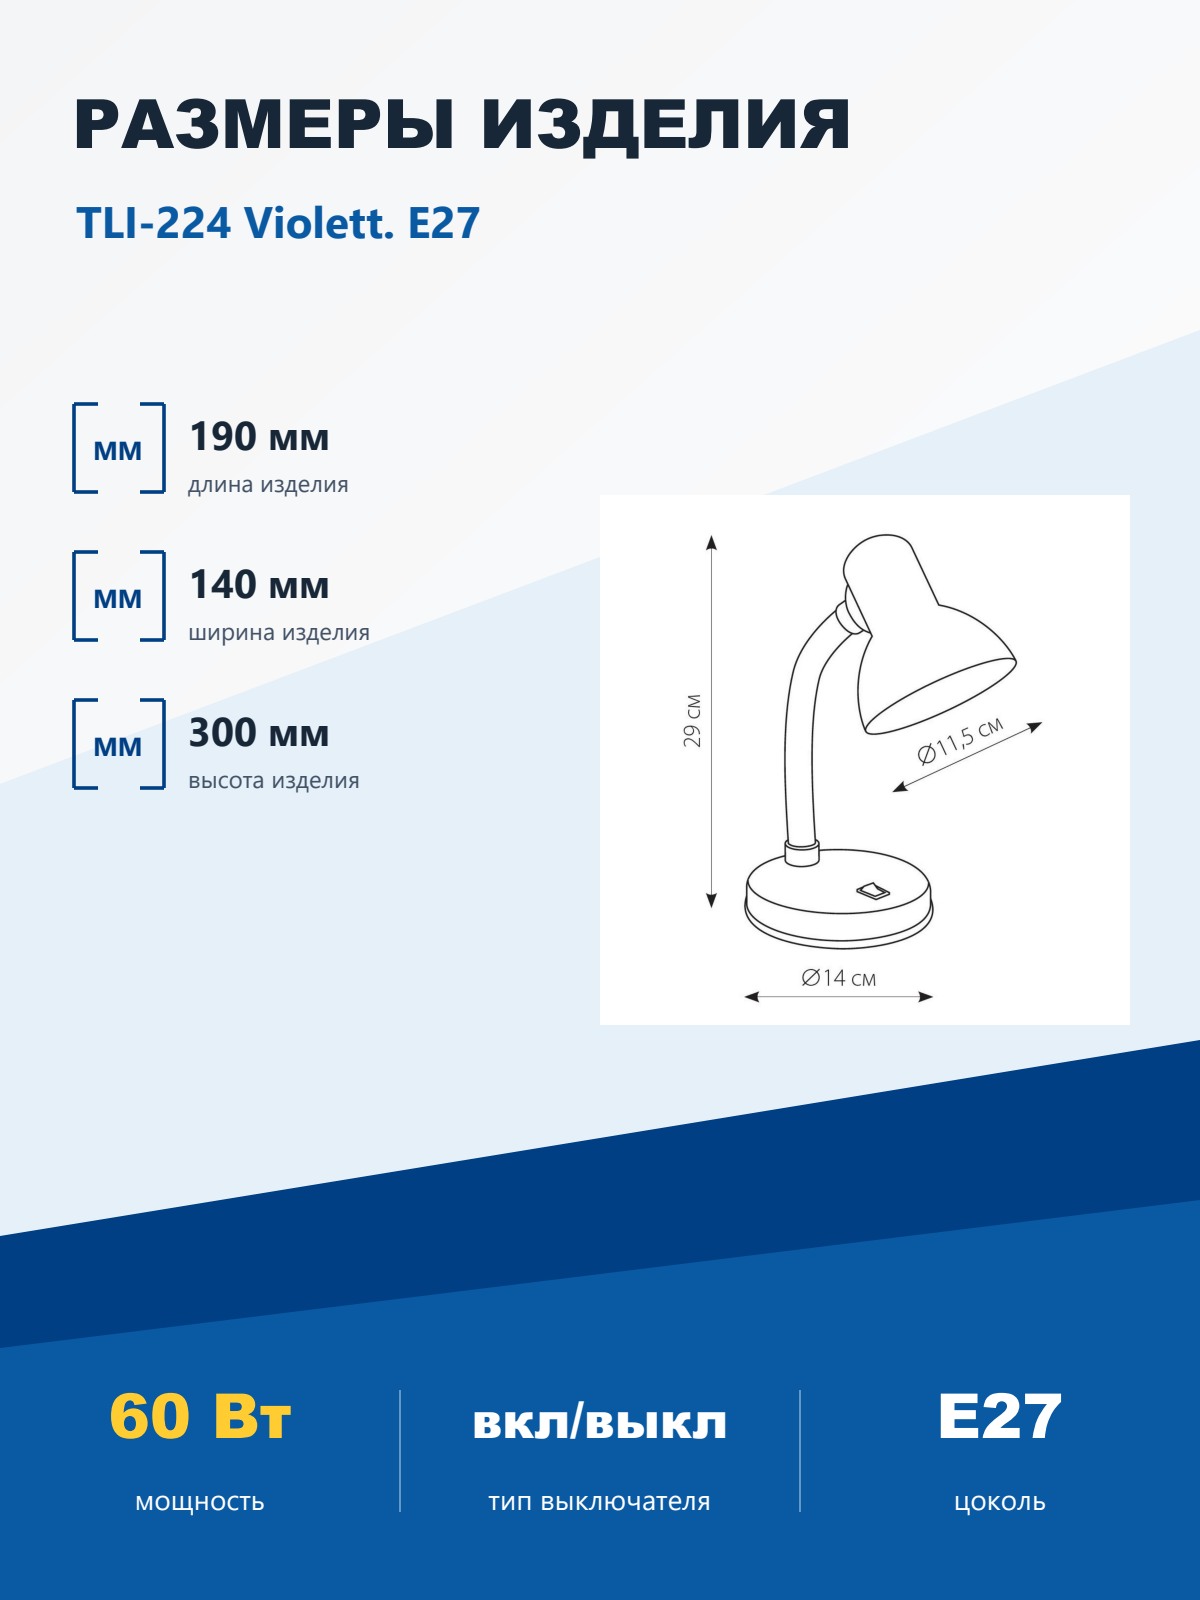 РАЗМЕРЫ ИЗДЕЛИЯ
TLI-224 Violett. E27
мм
190 мм
длина изделия
мм
140 мм
ширина изделия
мм
300 мм
высота изделия
29 см
Ø11,5 см
Ø14 см
60 Вт
мощность
вкл/выкл
тип выключателя
E27
цоколь